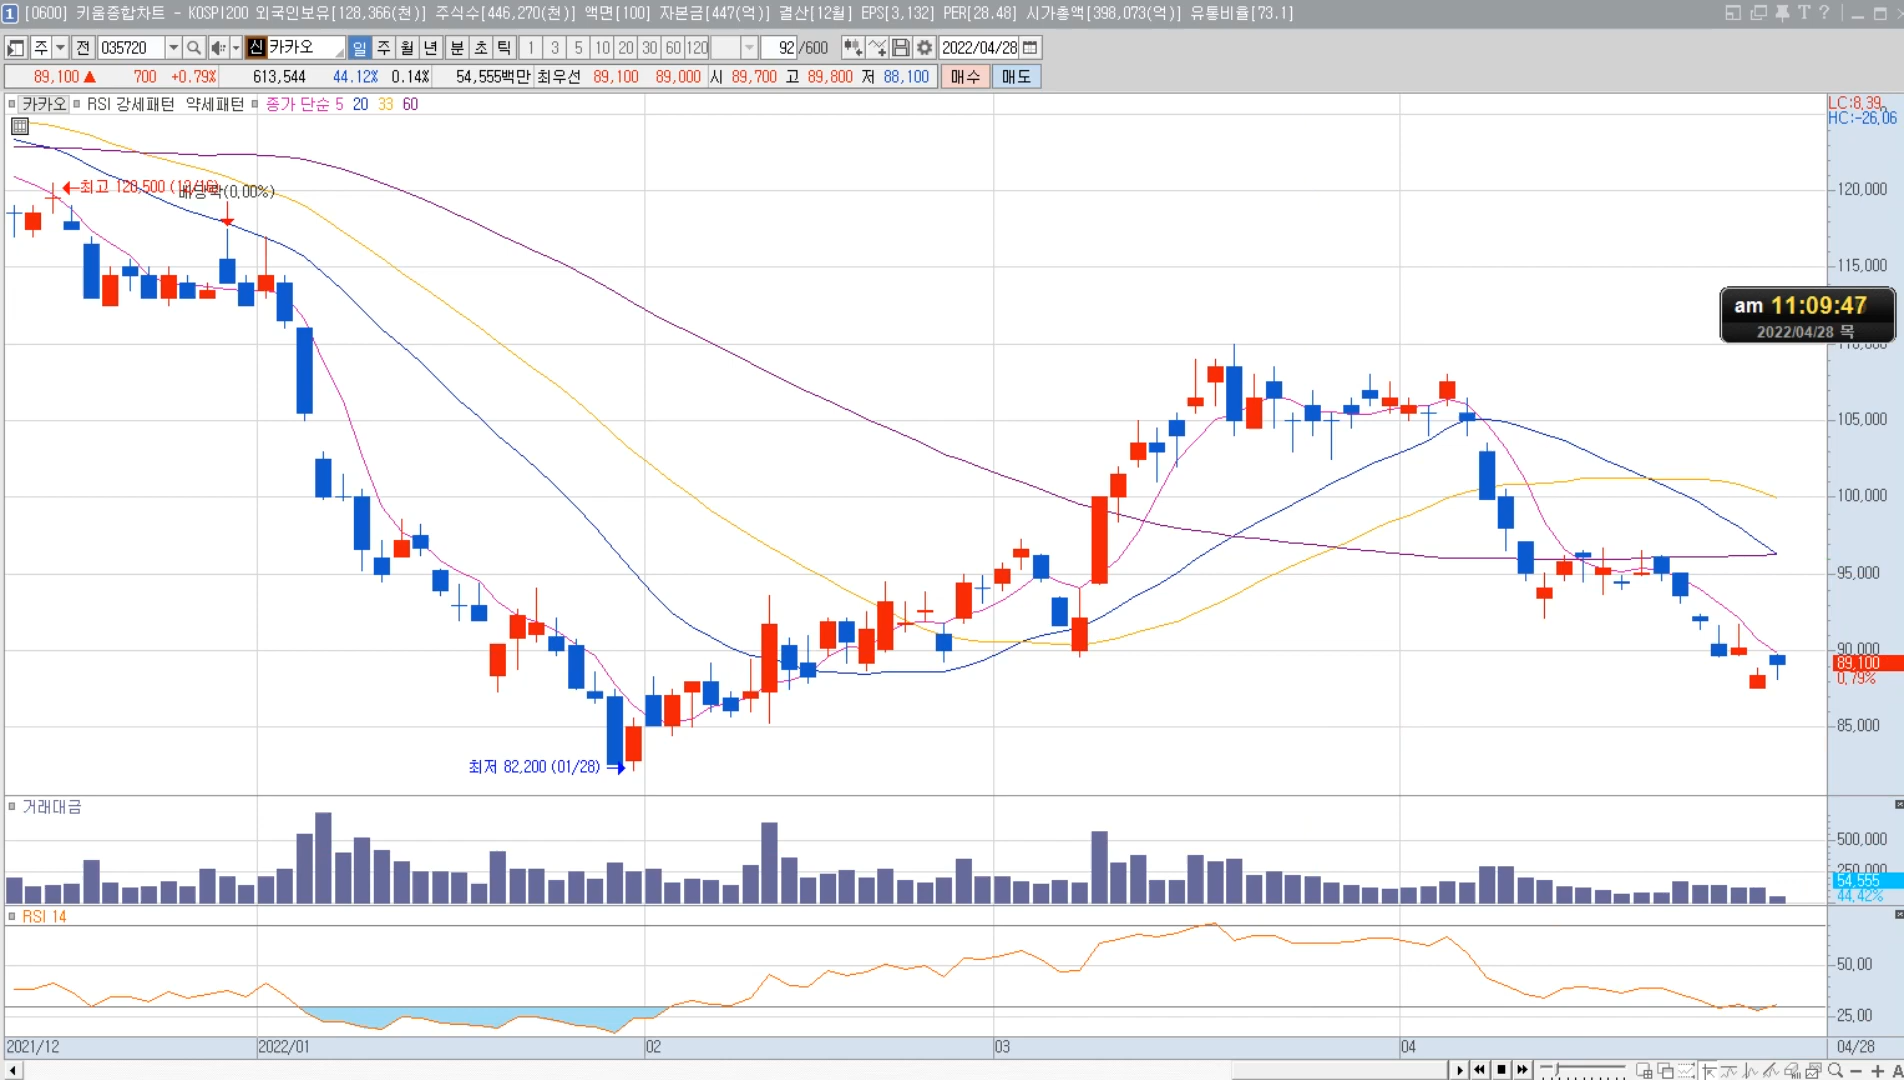 1 [0600] 키움종합차트 - KOSPI200 외국인보유[128,366(천)] 주식수[446,270(천)] 액면[100] 자본금[447(억)] 결산[12월] EPS[3,132] PER[28.48] 시가총액[398,073(억)] 유통비율[73.1] T ?
주 전 035720 신 카카오 일 주 월 년 분 초 틱 1 3 5 10 20 30 60 120 92 /600 2022/04/28
89,100 ▲ 700 +0.79% 613,544 44.12% 0.14% 54,555백만 최우선 89,100 89,000 시 89,700 고 89,800 저 88,100 매수 매도
카카오 RSI 강세패턴 약세패턴 종가 단순 5 20 33 60
LC:8,39
HC:-26,06
120,000
최고 120,500
(0,00%)
115,000
am 11:09:47
2022/04/28 목
105,000
100,000
95,000
90,000
89,100
0,79%
85,000
최저 82,200 (01/28)
거래대금
500,000
250,000
54,555
44,42%
RSI 14
50,00
25,00
2021/12 2022/01 02 03 04 04/28